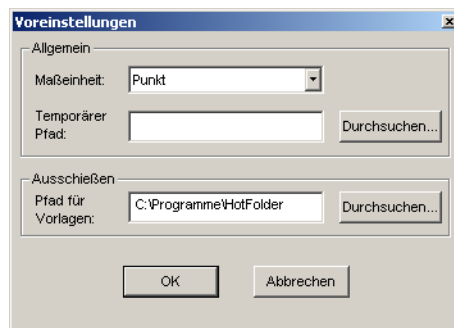 Voreinstellungen
Allgemein
Maßeinheit: Punkt
Temporärer
Pfad: Durchsuchen...
Ausschießen
Pfad für
Vorlagen: C:\Programme\HotFolder Durchsuchen...
OK Abbrechen